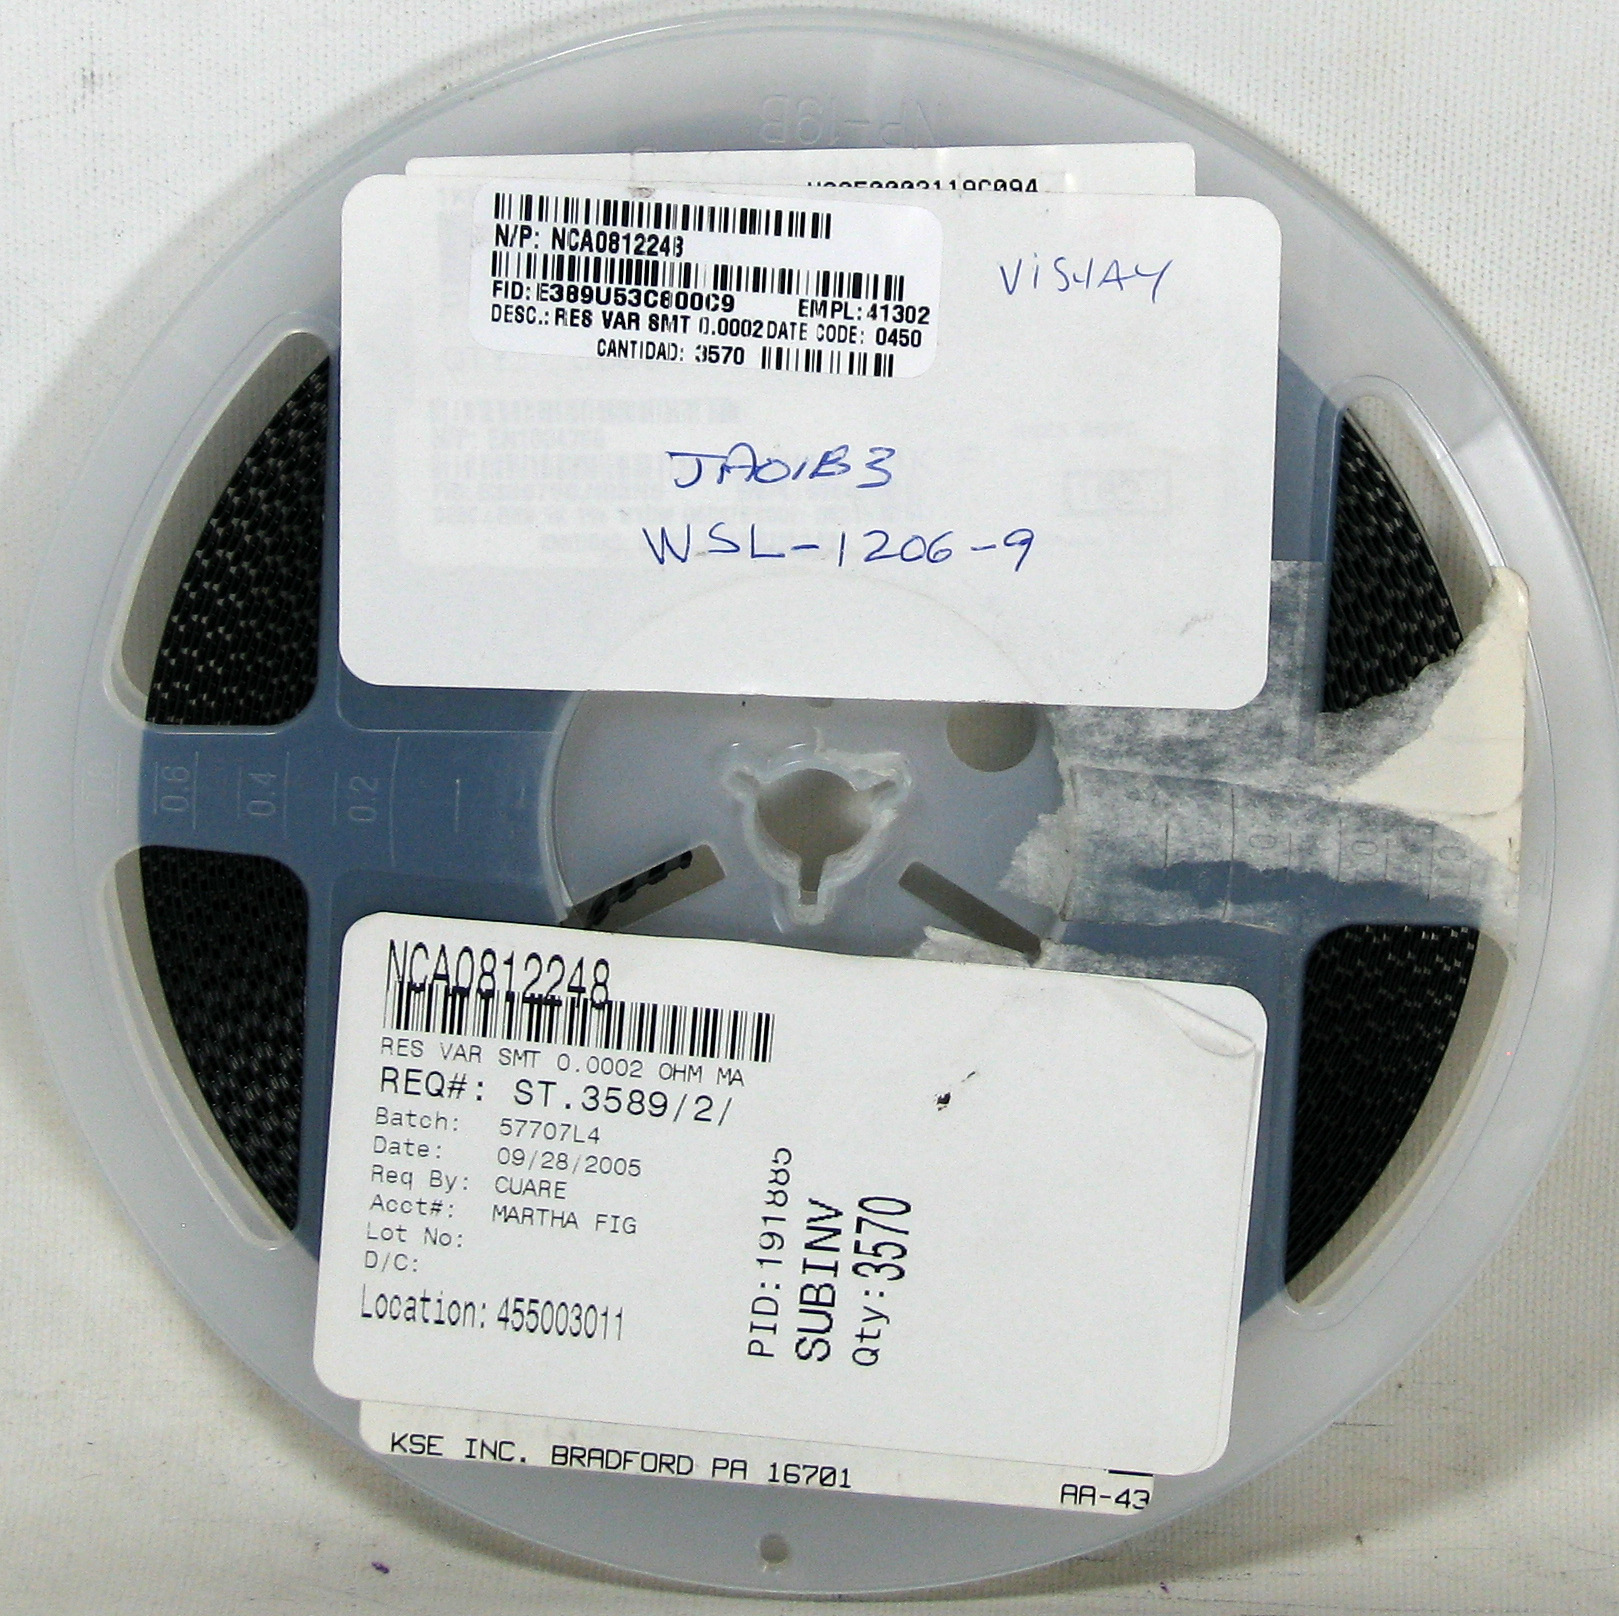 N/P: NCA0812248
FID: E389U53C800C9 EMPL: 41302
DESC.: RES VAR SMT 0.0002 DATE CODE: 0450
CANTIDAD: 3570
VISHAY
JA01B3
WSL-1206-9
0.6 0.4 0.2
NCA0812248
RES VAR SMT 0.0002 OHM MA
REQ#: ST.3589/2/
Batch: 57707L4
Date: 09/28/2005
Req By: CUARE
Acct#: MARTHA FIG
Lot No:
D/C:
Location: 455003011
PID: 191885
SUBINV
Qty: 3570
KSE INC. BRADFORD PA 16701
AA-43